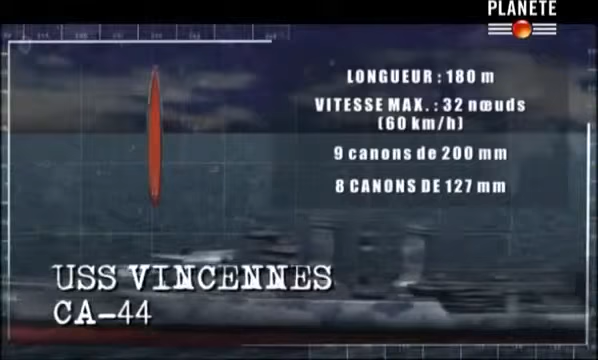 PLANETE
LONGUEUR : 180 m
VITESSE MAX. : 32 nœuds
(60 km/h)
9 canons de 200 mm
8 CANONS DE 127 mm
USS VINCENNES
CA-44